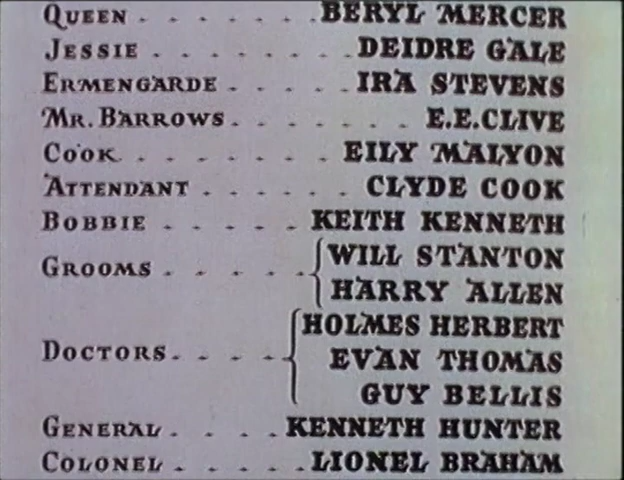 Queen . . . . . . BERYL MERCER
Jessie . . . . . . . DEIDRE GALE
Ermengarde . . . . . IRA STEVENS
Mr. Barrows . . . . . . . E.E.CLIVE
Cook . . . . . . . EILY MALYON
Attendant . . . . . . CLYDE COOK
Bobbie . . . . . . KEITH KENNETH
Grooms . . . . . { WILL STANTON
HARRY ALLEN
Doctors . . . . { HOLMES HERBERT
EVAN THOMAS
GUY BELLIS
General . . . . . KENNETH HUNTER
Colonel . . . . . LIONEL BRAHAM